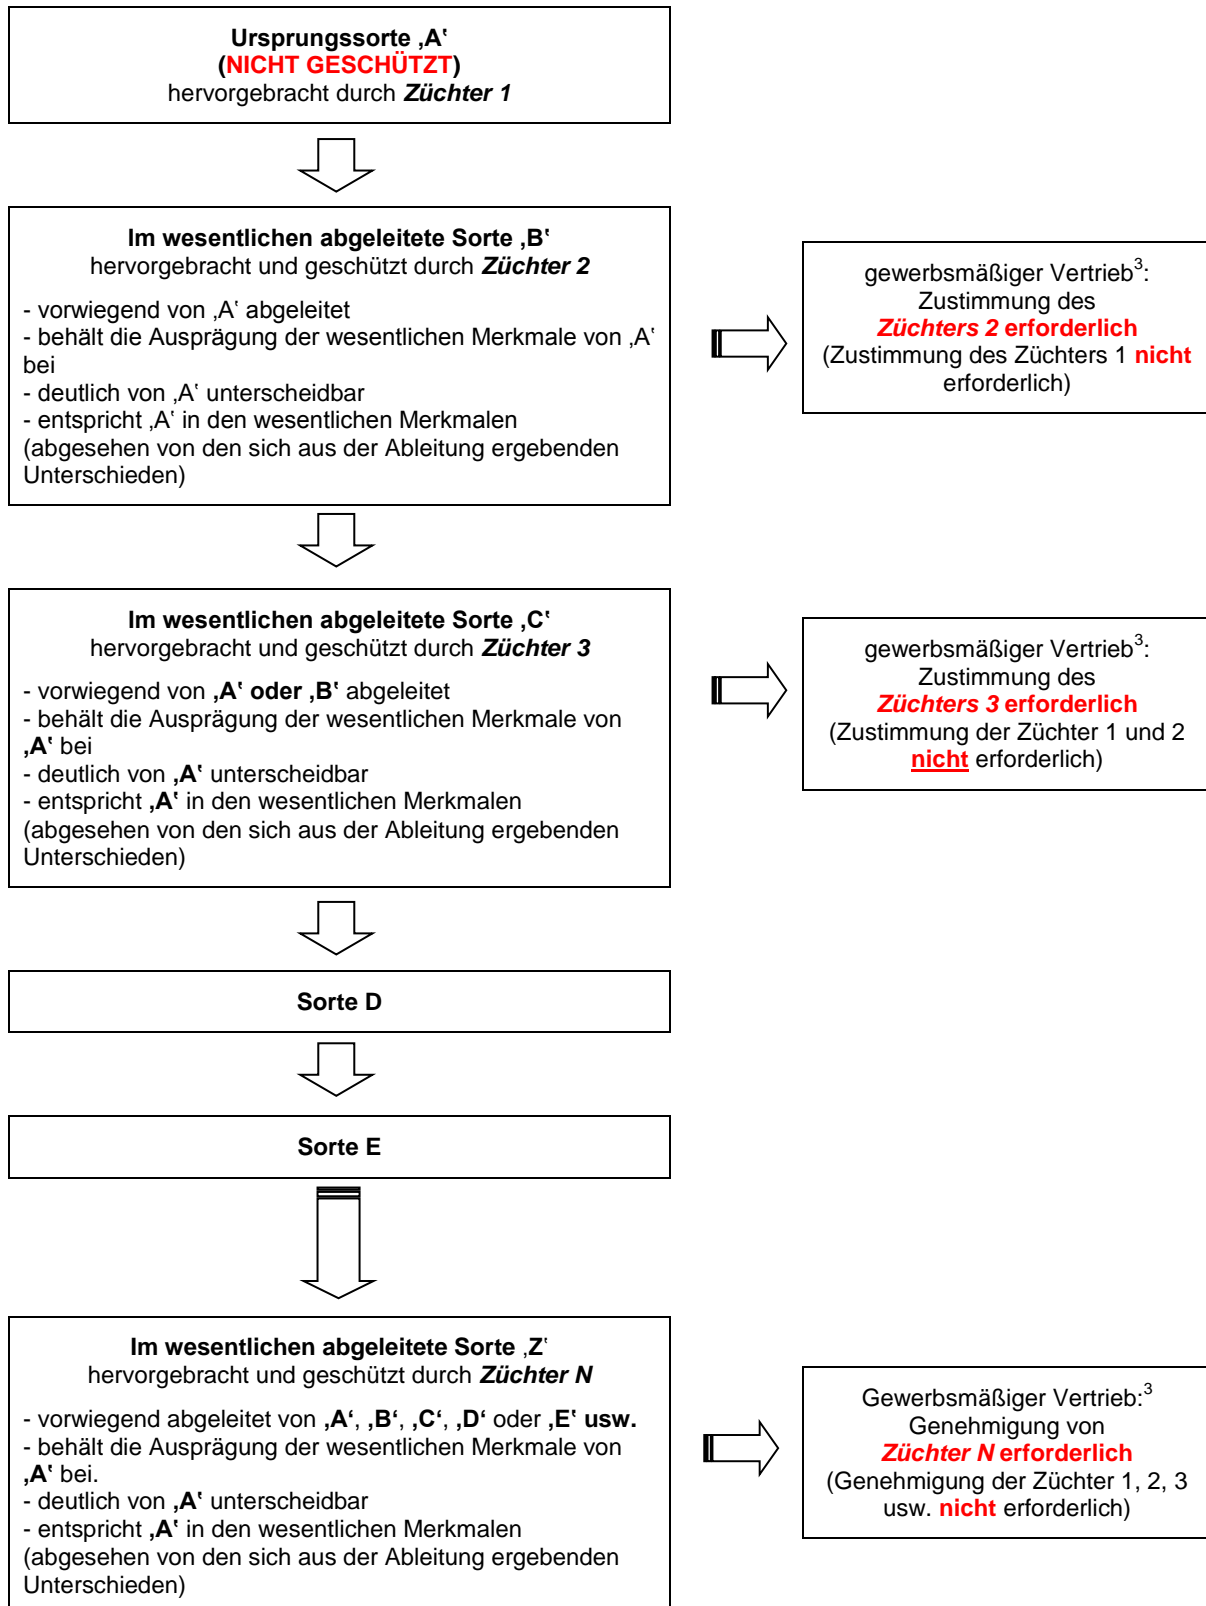 Ursprungssorte ‚A‛
(NICHT GESCHÜTZT)
hervorgebracht durch Züchter 1
Im wesentlichen abgeleitete Sorte ‚B‛
hervorgebracht und geschützt durch Züchter 2
- vorwiegend von ‚A‛ abgeleitet
- behält die Ausprägung der wesentlichen Merkmale von ‚A‛
bei
- deutlich von ‚A‛ unterscheidbar
- entspricht ‚A‛ in den wesentlichen Merkmalen
(abgesehen von den sich aus der Ableitung ergebenden
Unterschieden)
gewerbsmäßiger Vertrieb³:
Zustimmung des
Züchters 2 erforderlich
(Zustimmung des Züchters 1 nicht
erforderlich)
Im wesentlichen abgeleitete Sorte ‚C‛
hervorgebracht und geschützt durch Züchter 3
- vorwiegend von ‚A‛ oder ‚B‛ abgeleitet
- behält die Ausprägung der wesentlichen Merkmale von
‚A‛ bei
- deutlich von ‚A‛ unterscheidbar
- entspricht ‚A‛ in den wesentlichen Merkmalen
(abgesehen von den sich aus der Ableitung ergebenden
Unterschieden)
gewerbsmäßiger Vertrieb³:
Zustimmung des
Züchters 3 erforderlich
(Zustimmung der Züchter 1 und 2
nicht erforderlich)
Sorte D
Sorte E
Im wesentlichen abgeleitete Sorte ‚Z‛
hervorgebracht und geschützt durch Züchter N
- vorwiegend abgeleitet von ‚A‘, ‚B‘, ‚C‘, ‚D‘ oder ‚E‛ usw.
- behält die Ausprägung der wesentlichen Merkmale von
‚A‛ bei.
- deutlich von ‚A‛ unterscheidbar
- entspricht ‚A‛ in den wesentlichen Merkmalen
(abgesehen von den sich aus der Ableitung ergebenden
Unterschieden)
Gewerbsmäßiger Vertrieb:³
Genehmigung von
Züchter N erforderlich
(Genehmigung der Züchter 1, 2, 3
usw. nicht erforderlich)